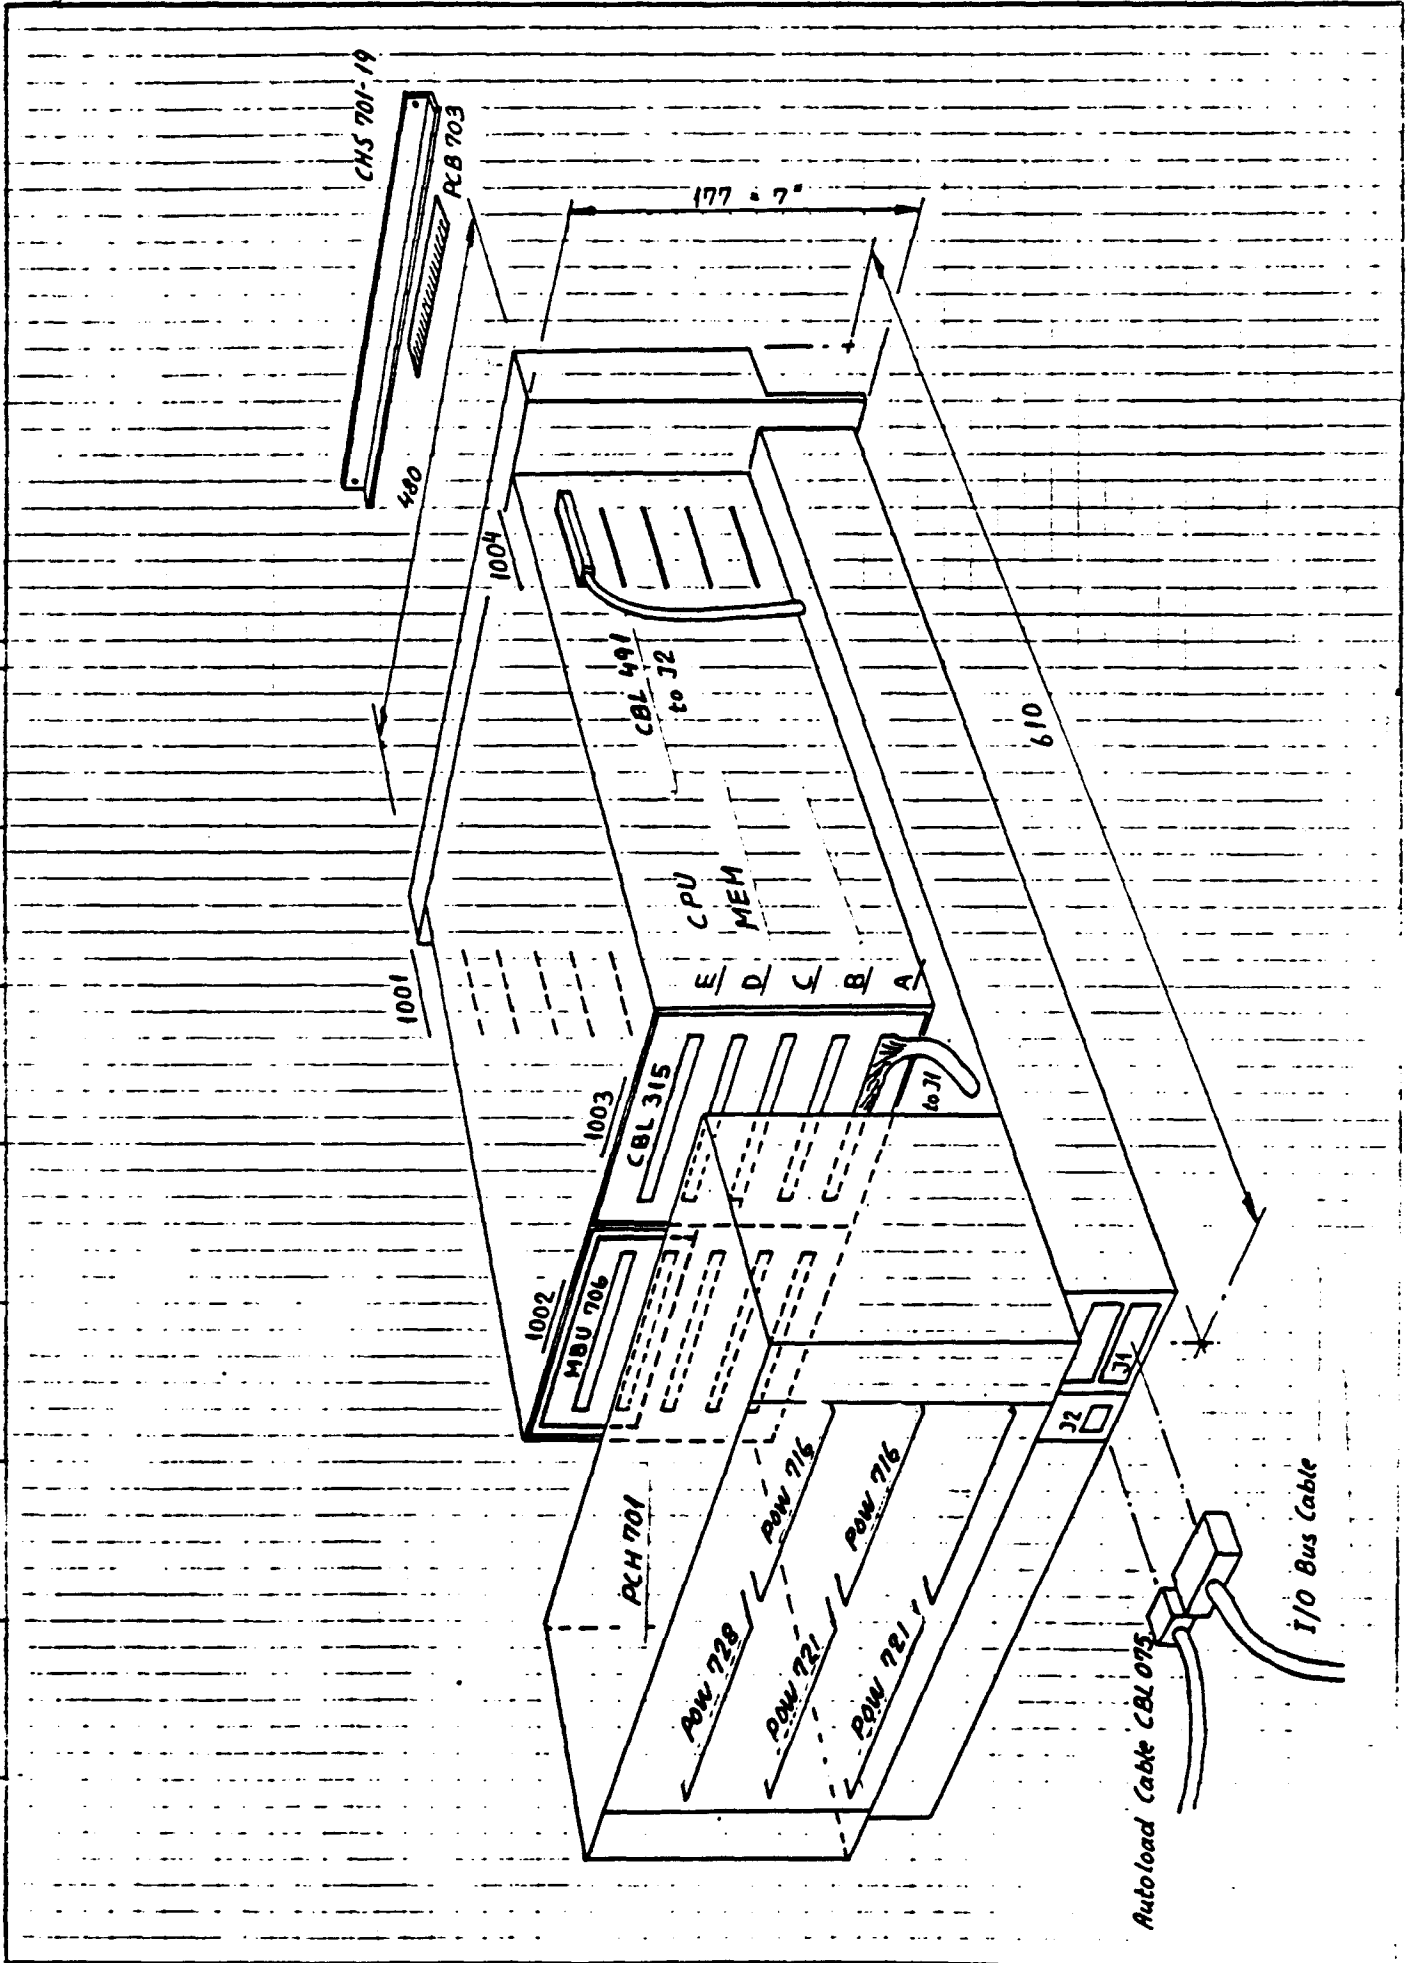 CHS 701-19
PCB 703
177 = 7"
480
1004
1001
CBL 491
to J2
610
CPU
MEM
E
D
C
B
A
1003
CBL 315
to J1
1002
MBU 706
PCH 701
POW 716
POW 716
POW 728
POW 721
POW 721
J1
J2
I/O Bus Cable
Autoload Cable CBL 075